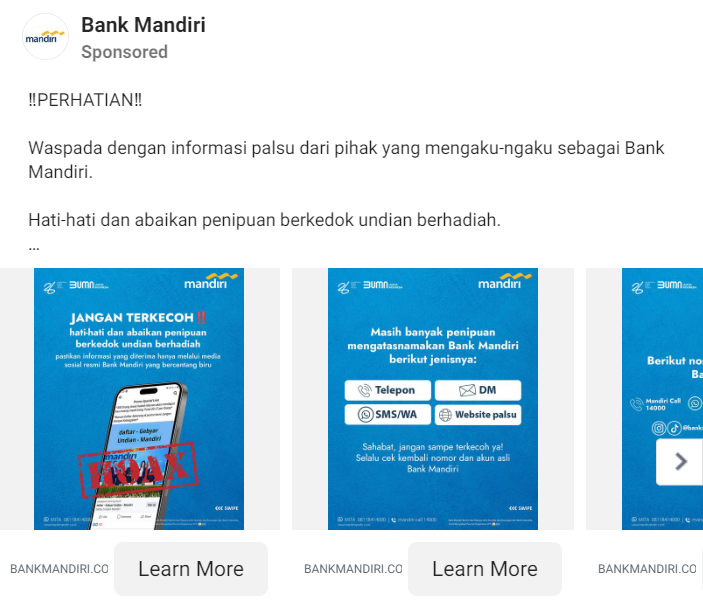 Bank Mandiri
Sponsored
‼PERHATIAN‼
Waspada dengan informasi palsu dari pihak yang mengaku-ngaku sebagai Bank
Mandiri.
Hati-hati dan abaikan penipuan berkedok undian berhadiah.
...
BUMN
mandiri
JANGAN TERKECOH ‼
hati-hati dan abaikan penipuan
berkedok undian berhadiah
pastikan informasi yang diterima hanya melalui media
sosial resmi Bank Mandiri yang bercentang biru
daftar - Gebyar
Undian - Mandiri
mandiri
HOAX
BUMN
mandiri
Masih banyak penipuan
mengatasnamakan Bank Mandiri
berikut jenisnya:
Telepon
DM
SMS/WA
Website palsu
Sahabat, jangan sampe terkecoh ya!
Selalu cek kembali nomor dan akun asli
Bank Mandiri
SWIPE
BUMN
Berikut no
Ba
Mandiri Call
14000
BANKMANDIRI.CO
Learn More
BANKMANDIRI.CO
Learn More
BANKMANDIRI.CO